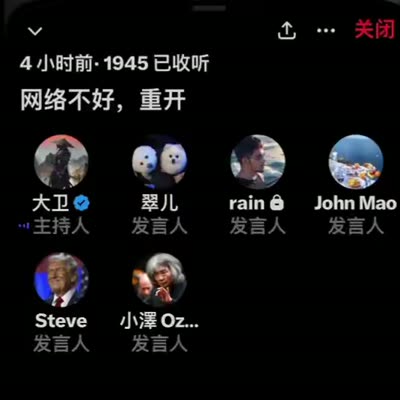 关闭
4 小时前· 1945 已收听
网络不好，重开
大卫 翠儿 rain John Mao
主持人 发言人 发言人 发言人
Steve 小澤 Oz...
发言人 发言人